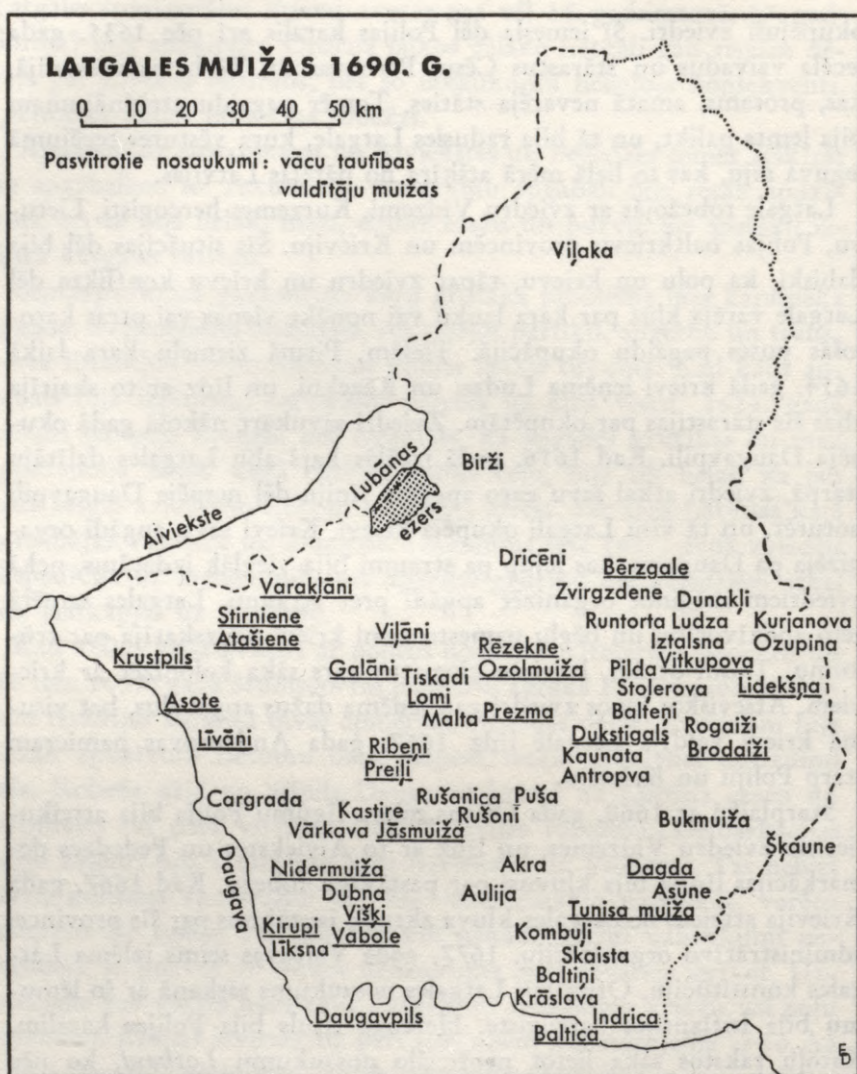 LATGALES MUIŽAS 1690. G.
0 10 20 30 40 50 km
Pasvītrotie nosaukumi: vācu tautības
valdītāju muižas
Viļaka
Lubānas
ezers
Birži
Aiviekste
Dricēni
Bērzgale
Varakļāni
Zvirgzdene
Dunakļi
Stirniene
Runtorta
Ludza
Kurjanova
Atašiene
Viļāni
Rēzekne
Iztalsna
Ozupina
Krustpils
Galāni
Ozolmuiža
Pilda
Vitkupova
Tiskadi
Stoļerova
Lidekšņa
Asote
Lomi
Prezma
Balteņi
Malta
Dukstigals
Rogaiži
Līvāni
Ribeņi
Kaunata
Brodaiži
Preiļi
Antropva
Cargrada
Rušanica
Puša
Kastire
Rušoni
Bukmuiža
Vārkava
Jāsmuiža
Šķaune
Daugava
Nidermuiža
Akra
Dagda
Dubna
Aulija
Asūne
Višķi
Tunisa muiža
Kirupi
Vabole
Kombuļi
Līksna
Skaista
Baltiņi
Krāslava
Daugavpils
Indrica
Baltica
ED